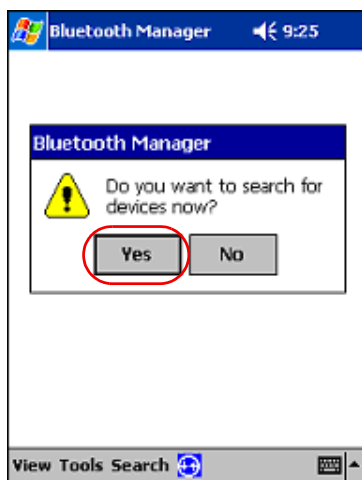 Bluetooth Manager 9:25
Bluetooth Manager
Do you want to search for
devices now?
Yes No
View Tools Search